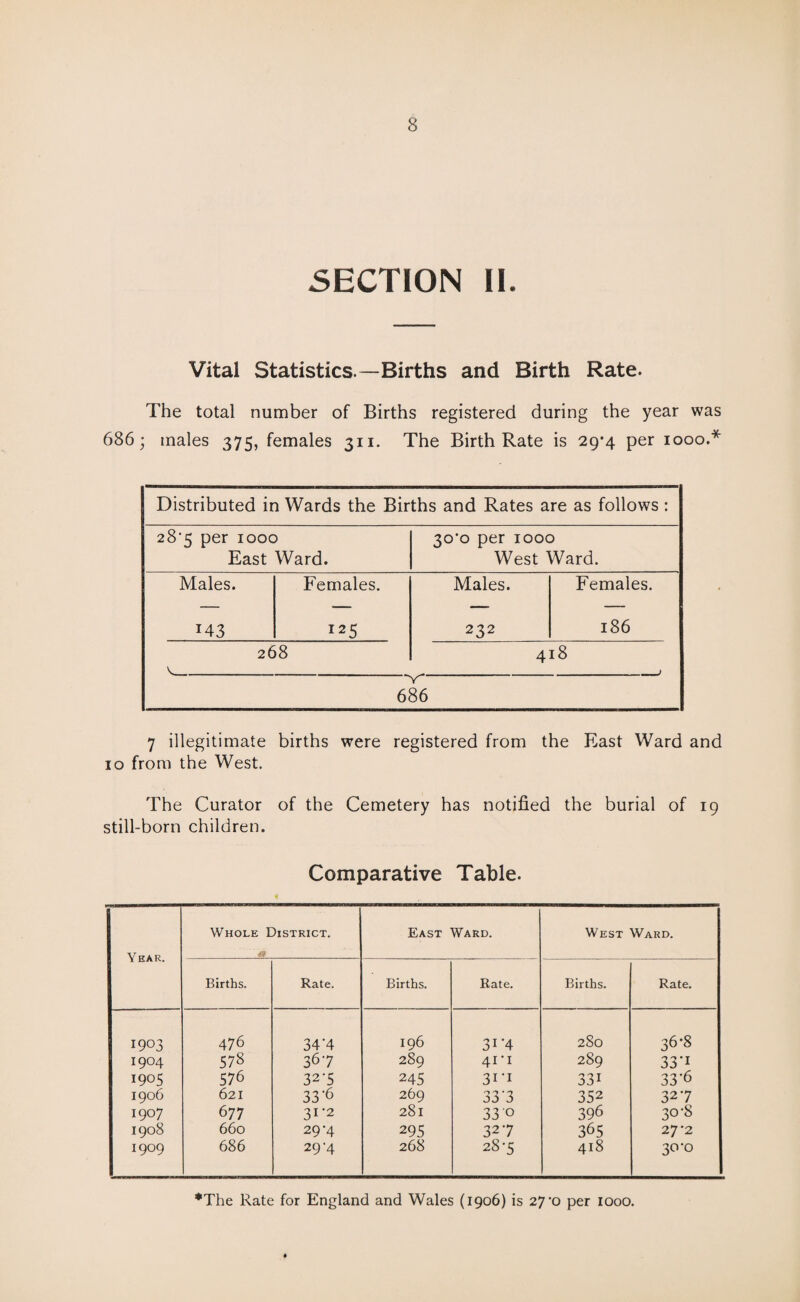 8
SECTION II.
Vital Statistics.—Births and Birth Rate.
The total number of Births registered during the year was
686; males 375, females 311. The Birth Rate is 29·4 per 1000.*
Distributed in Wards the Births and Rates are as follows :
28·5 per 1000 30·0 per 1000
East Ward. West Ward.
Males. Females. Males. Females.
— — — —
143 125 232 186
268 418
686
7 illegitimate births were registered from the East Ward and
10 from the West.
The Curator of the Cemetery has notified the burial of 19
still-born children.
Comparative Table.
Year. Whole District. East Ward. West Ward.
Births. Rate. Births. Rate. Births. Rate.
1903 476 34·4 196 31·4 280 36·8
1904 578 36·7 289 41·1 289 33·1
1905 576 32·5 245 31·1 331 33·6
1906 621 33·6 269 33·3 352 32·7
1907 677 31·2 281 33·0 396 30·8
1908 660 29·4 295 32·7 365 27·2
1909 686 29·4 268 28·5 418 30·0
*The Rate for England and Wales (1906) is 27·0 per 1000.